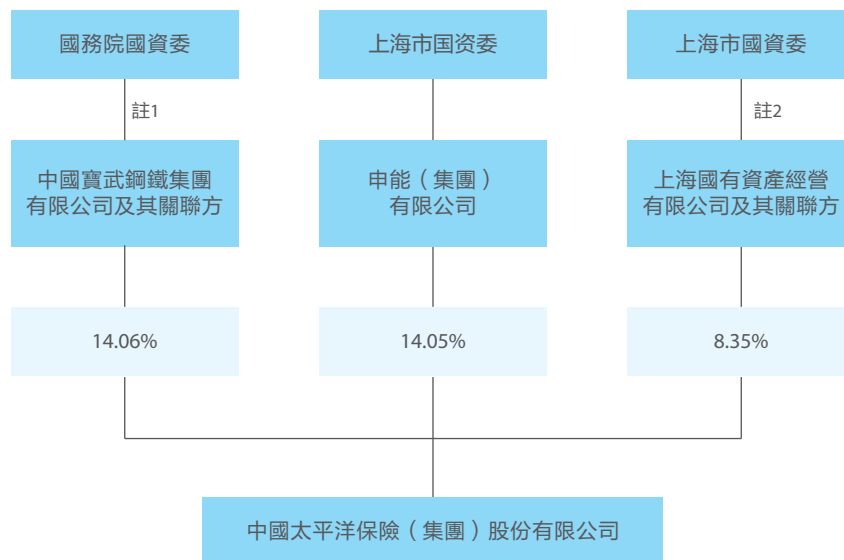 國務院國資委
上海市国资委
上海市國資委
註1
註2
中國寶武鋼鐵集團
有限公司及其關聯方
申能（集團）
有限公司
上海國有資產經營
有限公司及其關聯方
14.06%
14.05%
8.35%
中國太平洋保險（集團）股份有限公司